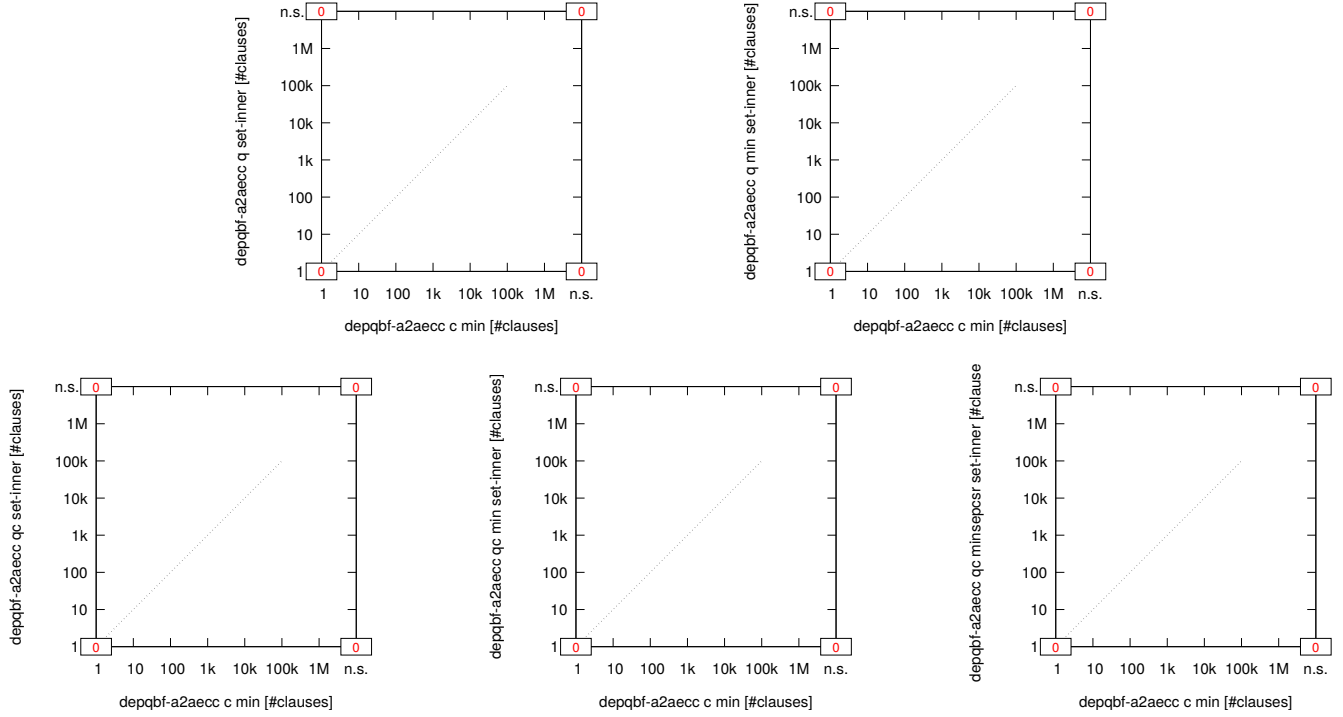 n.s. 0 0
1M
100k
10k
1k
100
10
1 0 0
1 10 100 1k 10k 100k 1M n.s.
depqbf-a2aecc q set-inner [#clauses]
depqbf-a2aecc c min [#clauses]
n.s. 0 0
1M
100k
10k
1k
100
10
1 0 0
1 10 100 1k 10k 100k 1M n.s.
depqbf-a2aecc q min set-inner [#clauses]
depqbf-a2aecc c min [#clauses]
n.s. 0 0
1M
100k
10k
1k
100
10
1 0 0
1 10 100 1k 10k 100k 1M n.s.
depqbf-a2aecc qc set-inner [#clauses]
depqbf-a2aecc c min [#clauses]
n.s. 0 0
1M
100k
10k
1k
100
10
1 0 0
1 10 100 1k 10k 100k 1M n.s.
depqbf-a2aecc qc min set-inner [#clauses]
depqbf-a2aecc c min [#clauses]
n.s. 0 0
1M
100k
10k
1k
100
10
1 0 0
1 10 100 1k 10k 100k 1M n.s.
depqbf-a2aecc qc minsepcsr set-inner [#clause
depqbf-a2aecc c min [#clauses]